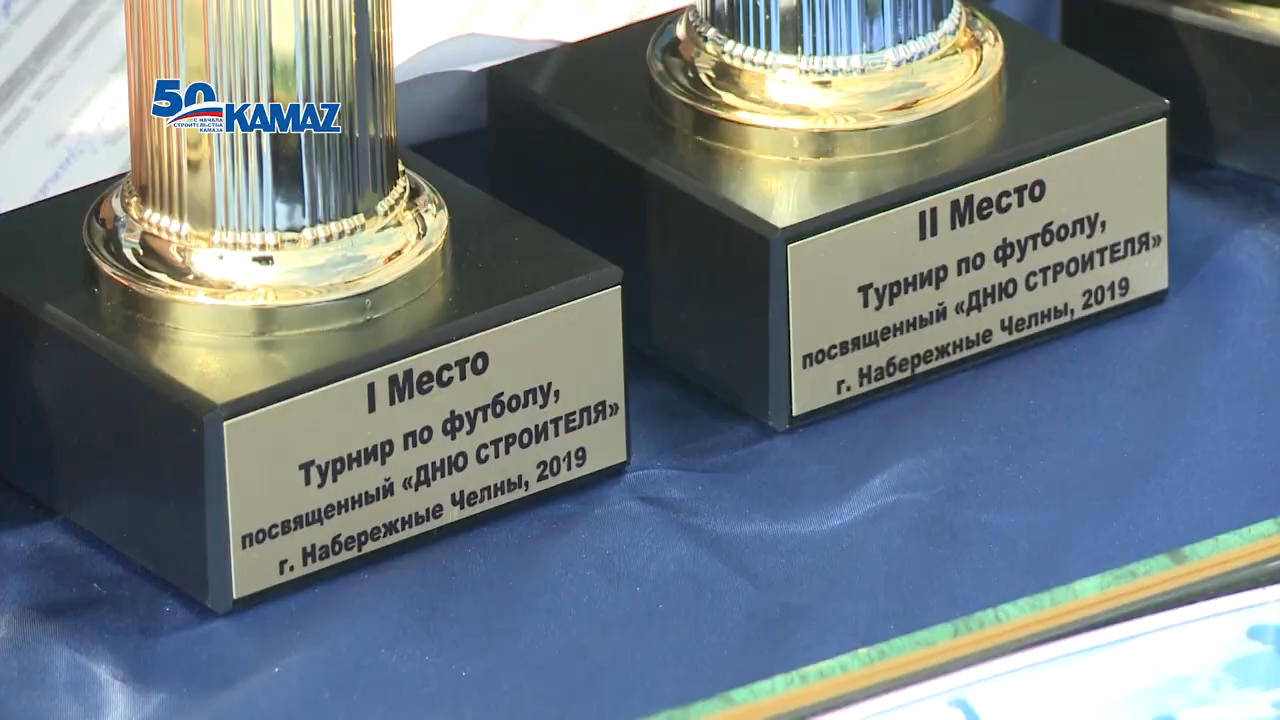 50
С НАЧАЛА
СТРОИТЕЛЬСТВА
КАМАЗА
KAMAZ
I Место
Турнир по футболу,
посвященный «ДНЮ СТРОИТЕЛЯ»
г. Набережные Челны, 2019
II Место
Турнир по футболу,
посвященный «ДНЮ СТРОИТЕЛЯ»
г. Набережные Челны, 2019